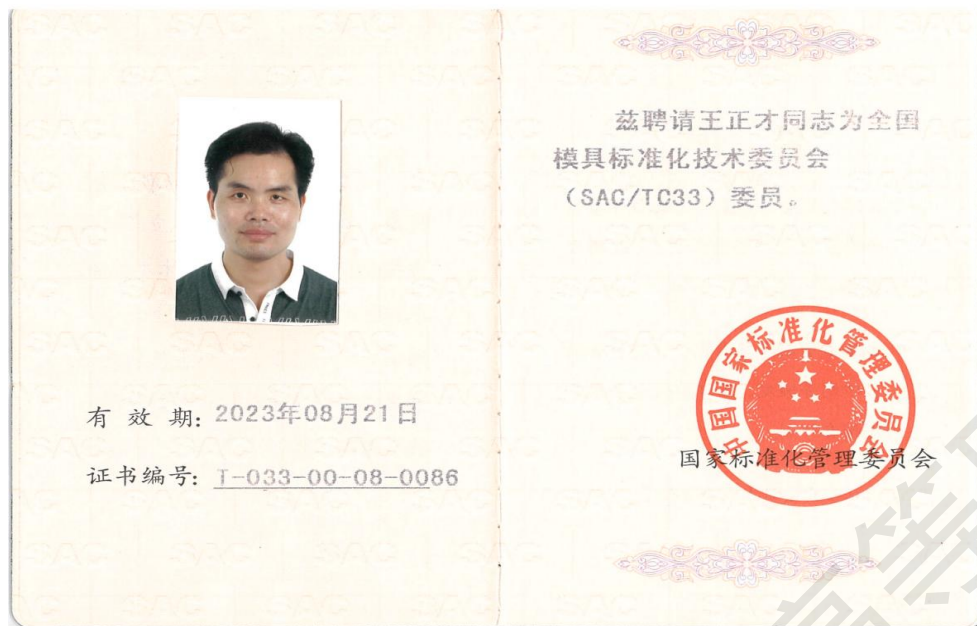 有 效 期: 2023年08月21日
证书编号: T-033-00-08-0086
兹聘请王正才同志为全国
模具标准化技术委员会
(SAC/TC33) 委员。
中国国家标准化管理委员会
国家标准化管理委员会